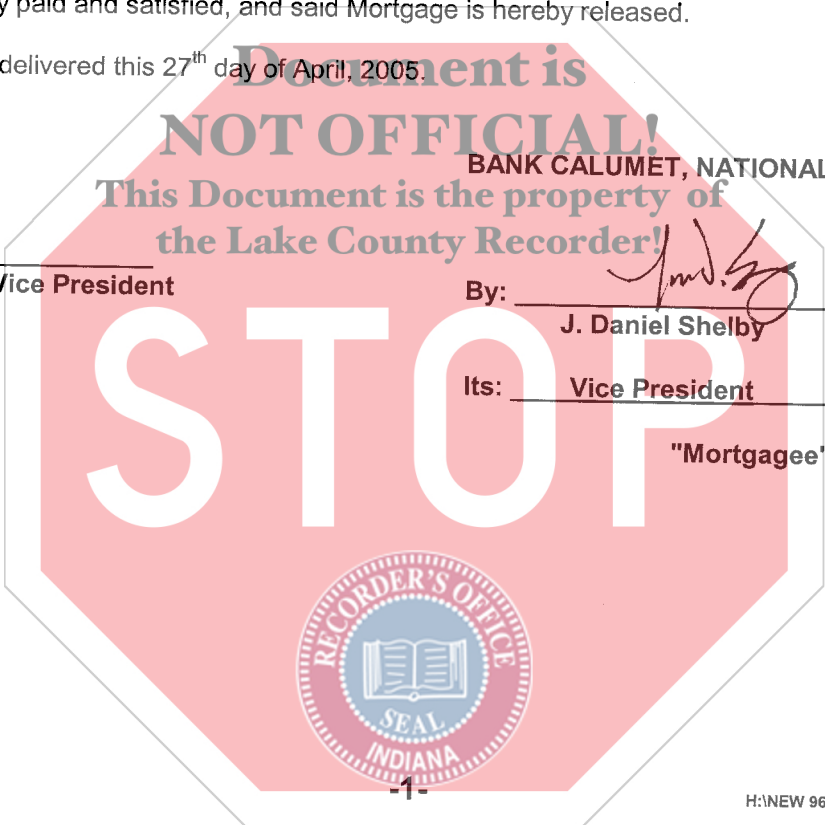 paid and satisfied, and said Mortgage is hereby released.
delivered this 27th day of April, 2005.
Document is
NOT OFFICIAL!
BANK CALUMET, NATIONAL
This Document is the property of
the Lake County Recorder!
Vice President
By:
J. Daniel Shelby
Its: Vice President
"Mortgagee"
STOP
RECORDER'S OFFICE
SEAL
INDIANA
-1-
H:\NEW 96